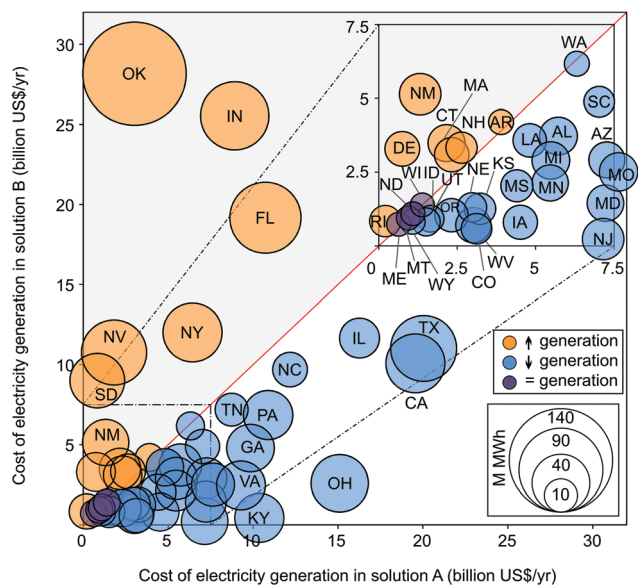 Cost of electricity generation in solution B (billion US$/yr)
30
25
20
15
10
5
0
5
10
15
20
25
30
Cost of electricity generation in solution A (billion US$/yr)
OK
IN
FL
NV
NY
SD
NM
IL
TX
NC
CA
TN
PA
GA
VA
OH
KY
7.5
5
2.5
0
2.5
5
7.5
WA
NM
MA
SC
CT
NH
AR
LA
AL
AZ
DE
MI
MO
WI
ID
UT
NE
KS
ND
MS
MN
OR
MD
RI
IA
NJ
ME
MT
WY
CO
WV
↑ generation
↓ generation
= generation
M MWh
140
90
40
10